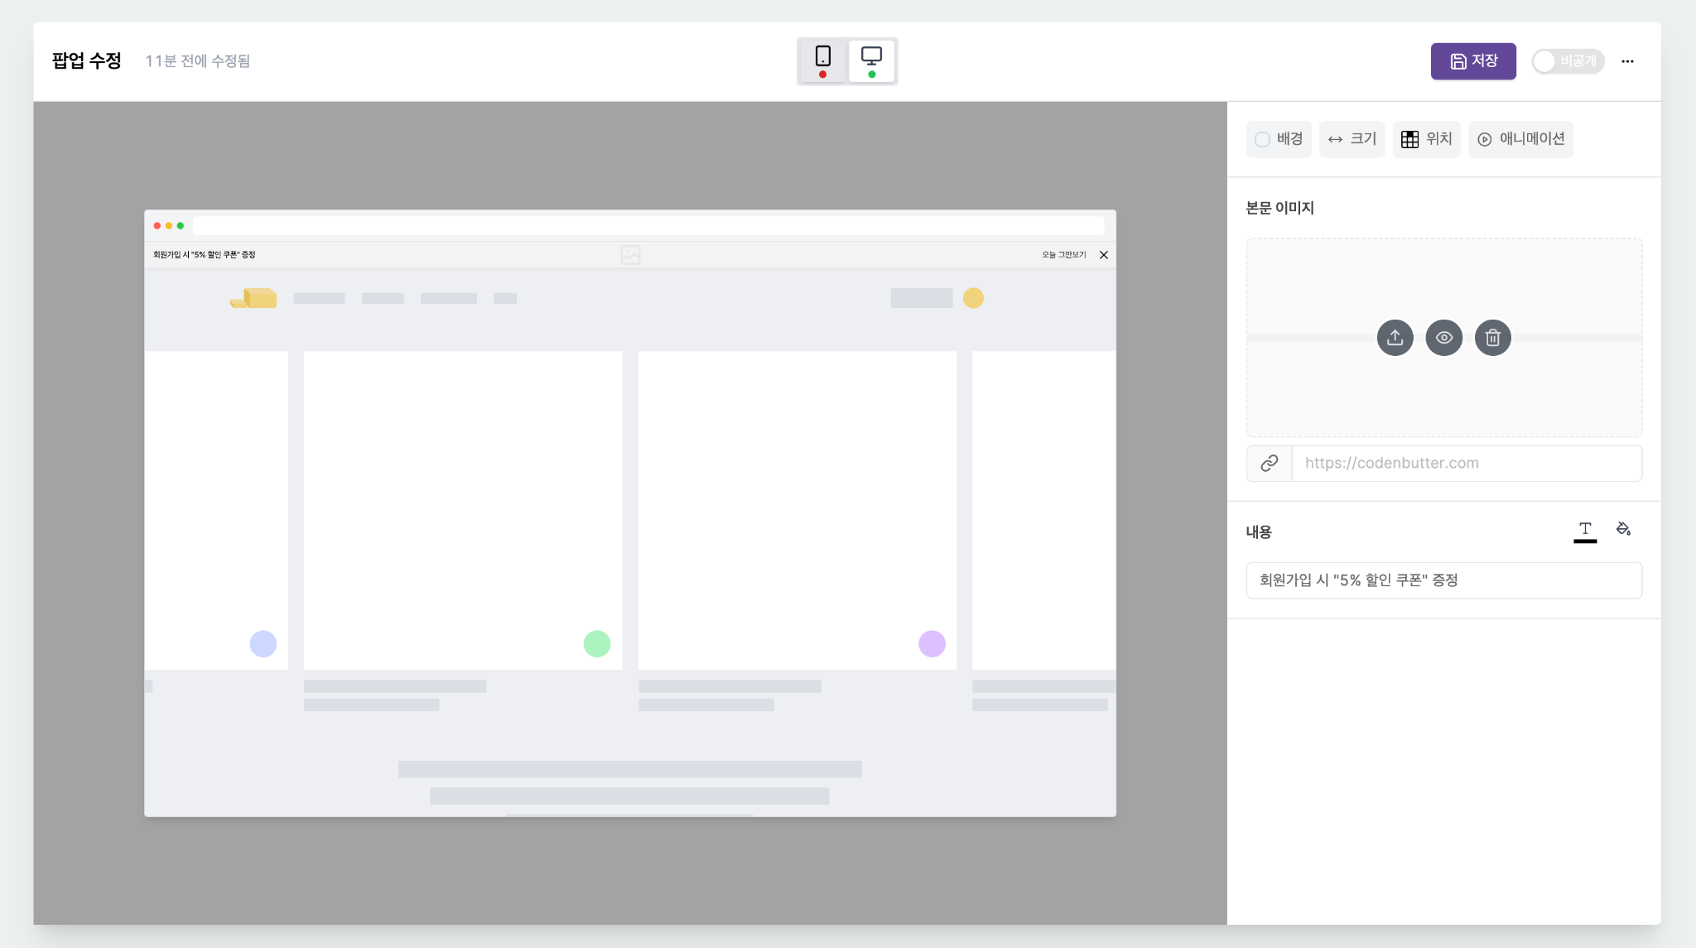 팝업 수정
11분 전에 수정됨
저장
비공개
배경
크기
위치
애니메이션
회원가입 시 "5% 할인 쿠폰" 증정
오늘 그만보기
본문 이미지
https://codenbutter.com
내용
T
회원가입 시 "5% 할인 쿠폰" 증정